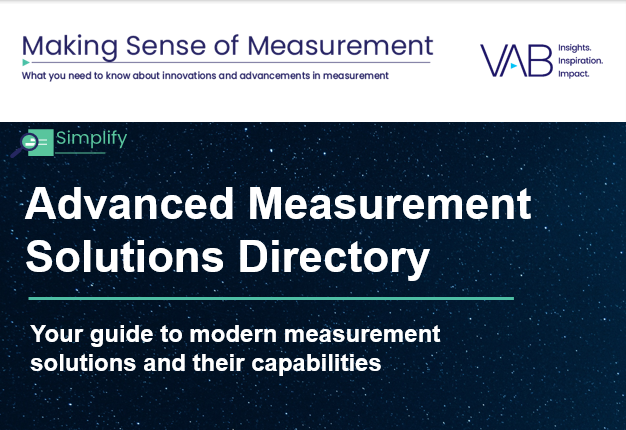 Making Sense of Measurement
What you need to know about innovations and advancements in measurement
VAB
Insights.
Inspiration.
Impact.
Simplify
Advanced Measurement
Solutions Directory
Your guide to modern measurement
solutions and their capabilities